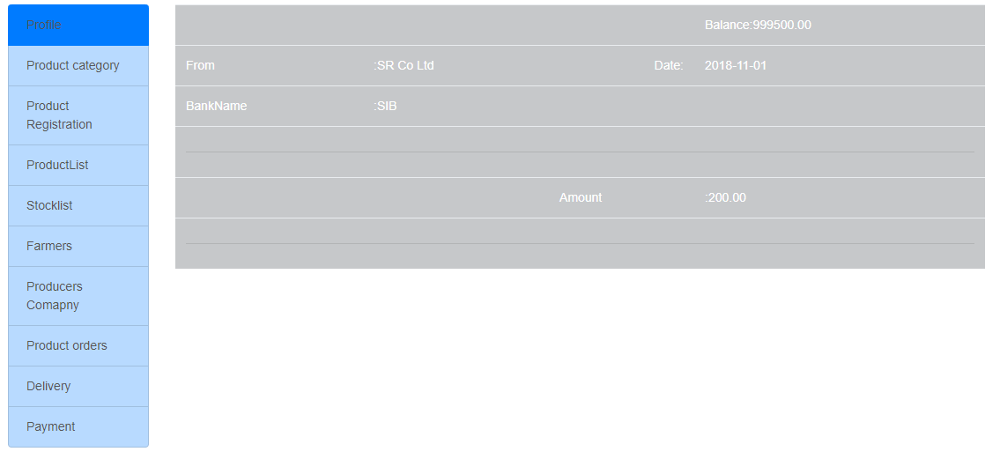 Profile
Product category
Product
Registration
ProductList
Stocklist
Farmers
Producers
Comapny
Product orders
Delivery
Payment
Balance:999500.00
From :SR Co Ltd Date: 2018-11-01
BankName :SIB
Amount :200.00